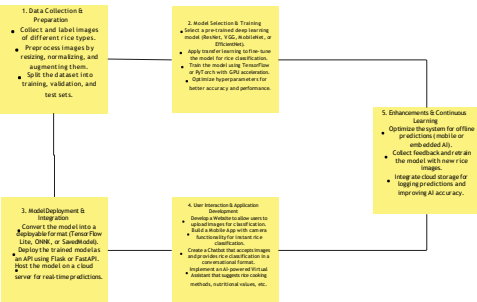 1. Data Collection &
Preparation
• Collect and label images
of different rice types.
• Preprocess images by
resizing, normalizing, and
augmenting them.
• Split the dataset into
training, validation, and
test sets.
2. Model Selection & Training
• Select a pre-trained deep learning
model (ResNet, VGG, MobileNet, or
EfficientNet).
• Apply transfer learning to fine-tune
the model for rice classification.
• Train the model using TensorFlow
or PyTorch with GPU acceleration.
• Optimize hyperparameters for
better accuracy and performance.
3. Model Deployment &
Integration
• Convert the model into a
deployable format (TensorFlow
Lite, ONNX, or SavedModel).
• Deploy the trained model as
an API using Flask or FastAPI.
• Host the model on a cloud
server for real-time predictions.
4. User Interaction & Application
Development
• Develop a Website to allow users to
upload images for classification.
• Build a Mobile App with camera
functionality for instant rice
classification.
• Create a Chatbot that accepts images
and provides rice classification in a
conversational format.
• Implement an AI-powered Virtual
Assistant that suggests rice cooking
methods, nutritional values, etc.
5. Enhancements & Continuous
Learning
• Optimize the system for offline
predictions (mobile or
embedded AI).
• Collect feedback and retrain
the model with new rice
images.
• Integrate cloud storage for
logging predictions and
improving AI accuracy.